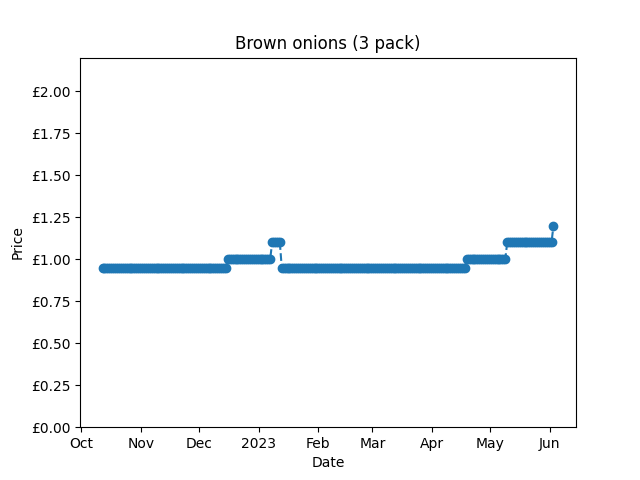 Brown onions (3 pack)
£2.00
£1.75
£1.50
£1.25
£1.00
£0.75
£0.50
£0.25
£0.00
Price
Oct Nov Dec 2023 Feb Mar Apr May Jun
Date